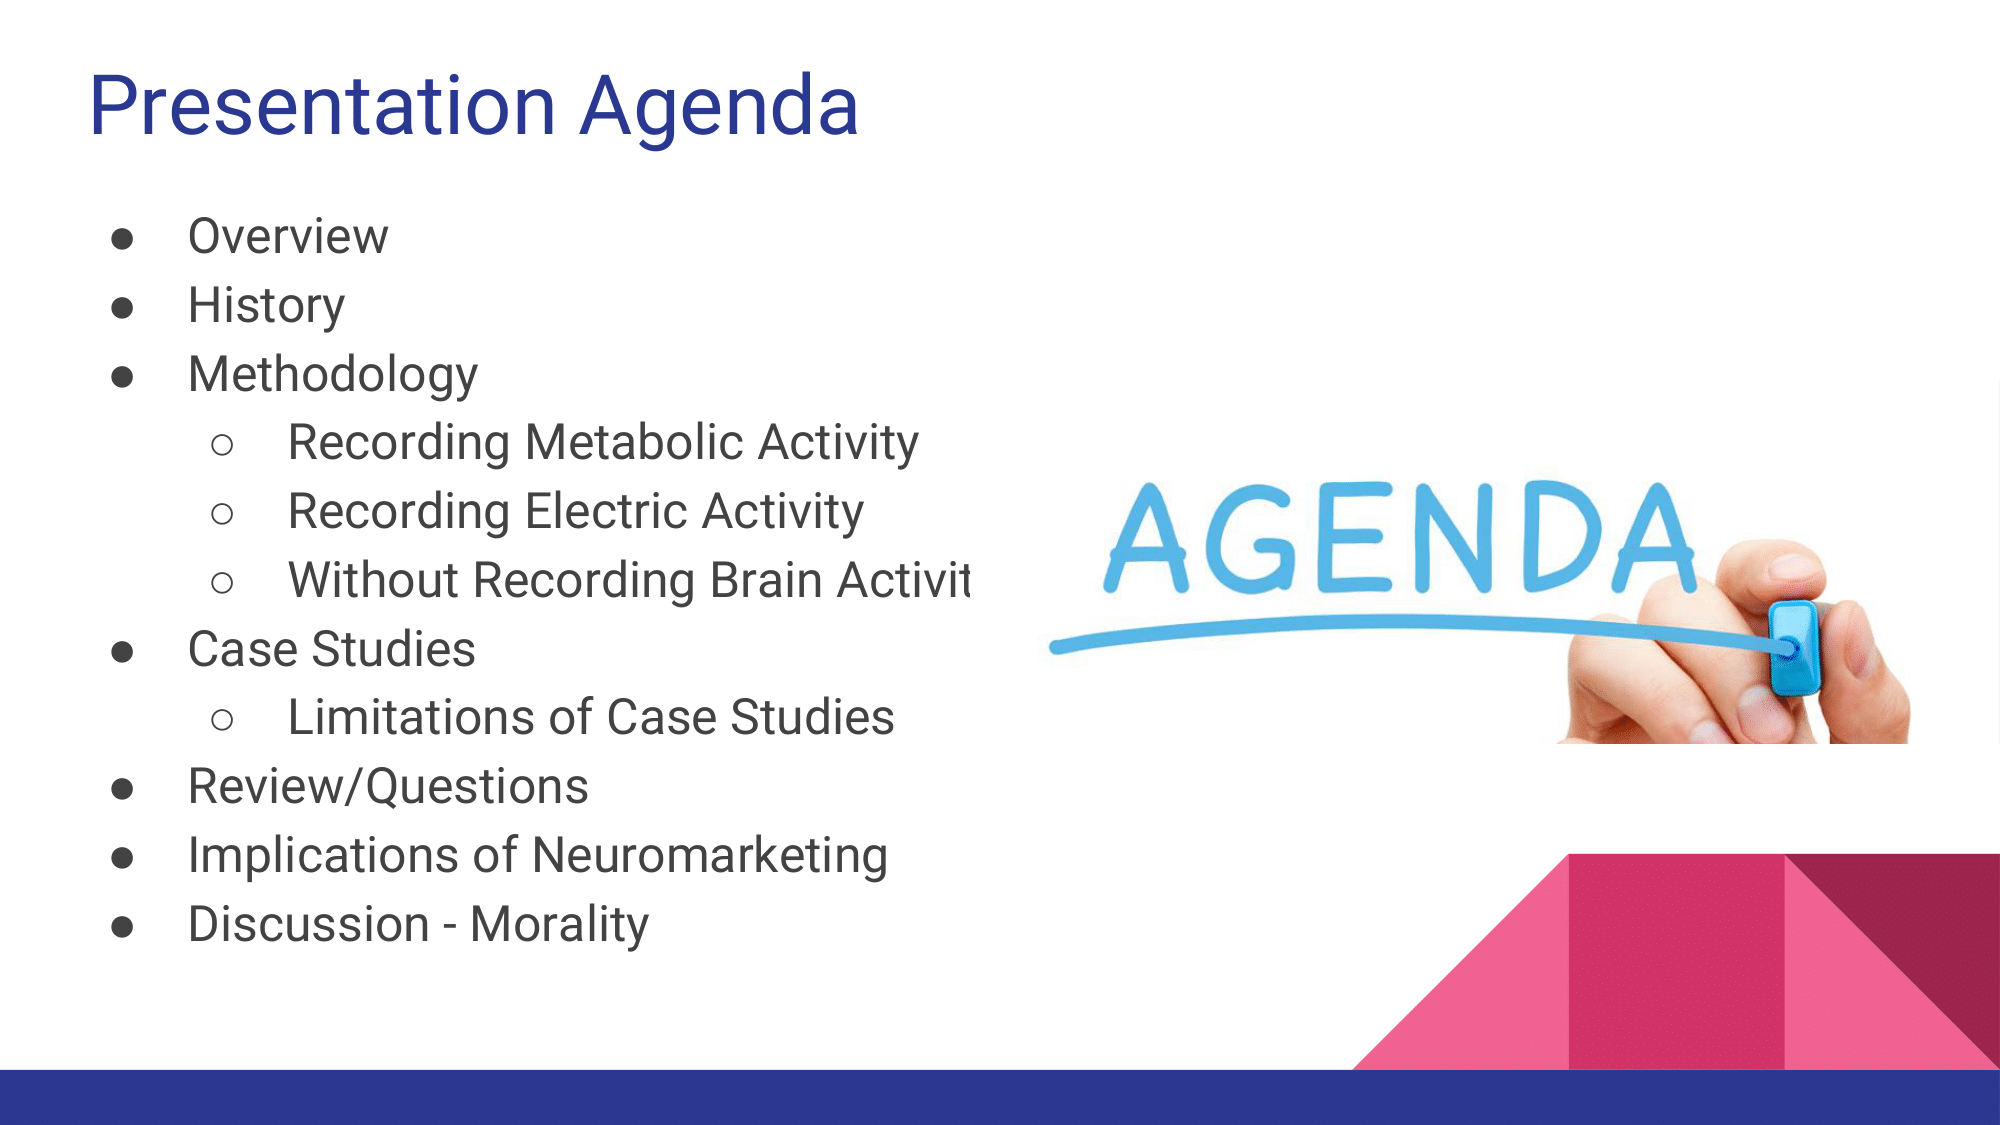 Presentation Agenda
● Overview
● History
● Methodology
○ Recording Metabolic Activity
○ Recording Electric Activity
○ Without Recording Brain Activit
● Case Studies
○ Limitations of Case Studies
● Review/Questions
● Implications of Neuromarketing
● Discussion - Morality
AGENDA